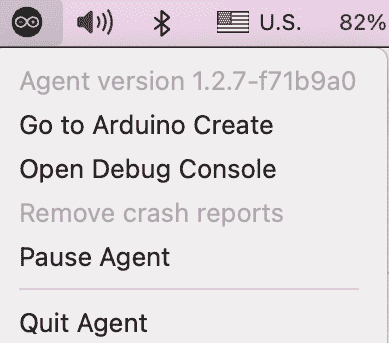 U.S. 82%
Agent version 1.2.7-f71b9a0
Go to Arduino Create
Open Debug Console
Remove crash reports
Pause Agent
Quit Agent